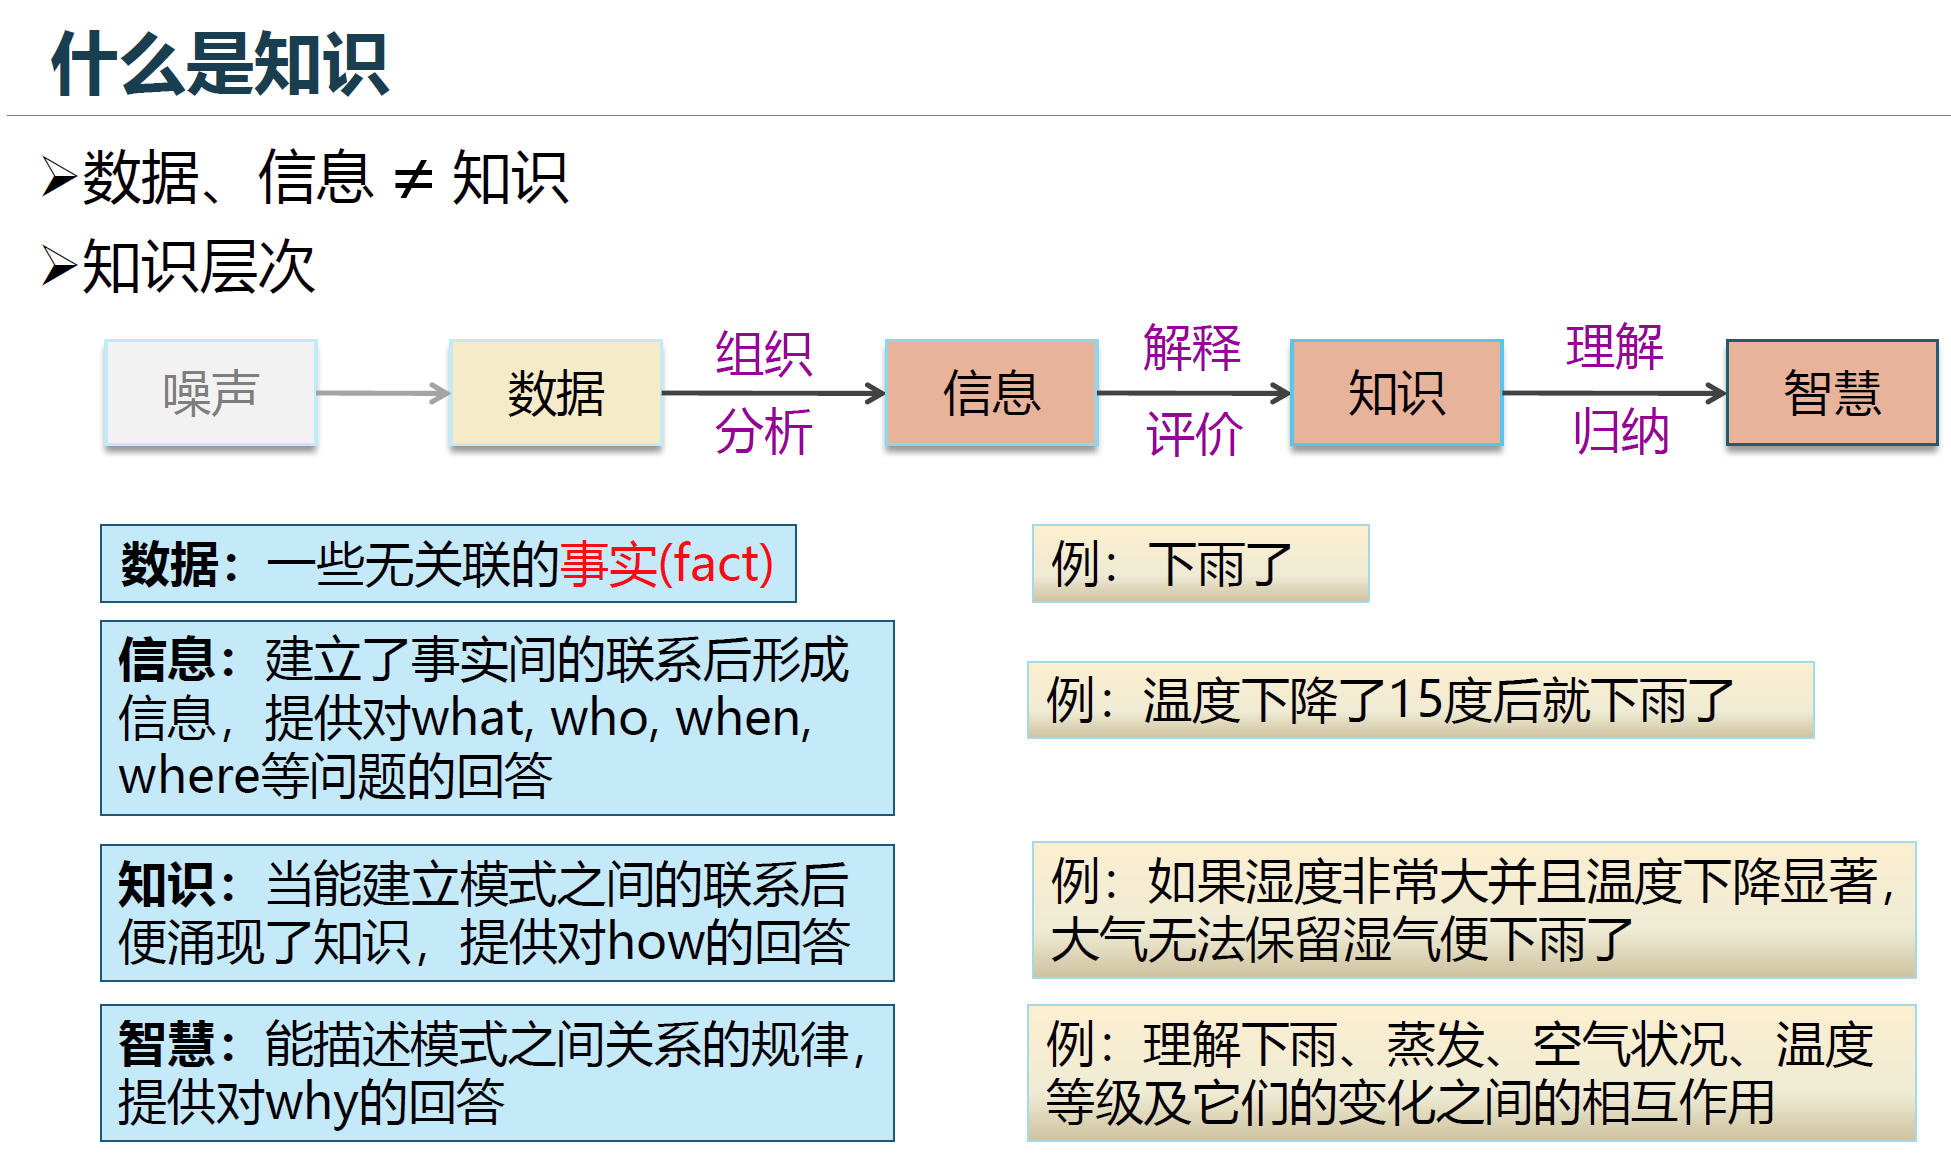 什么是知识
➢数据、信息 ≠ 知识
➢知识层次
噪声
数据
组织
分析
信息
解释
评价
知识
理解
归纳
智慧
数据：一些无关联的事实(fact)
例：下雨了
信息：建立了事实间的联系后形成
信息，提供对what, who, when,
where等问题的回答
例：温度下降了15度后就下雨了
知识：当能建立模式之间的联系后
便涌现了知识，提供对how的回答
例：如果湿度非常大并且温度下降显著，
大气无法保留湿气便下雨了
智慧：能描述模式之间关系的规律，
提供对why的回答
例：理解下雨、蒸发、空气状况、温度
等级及它们的变化之间的相互作用